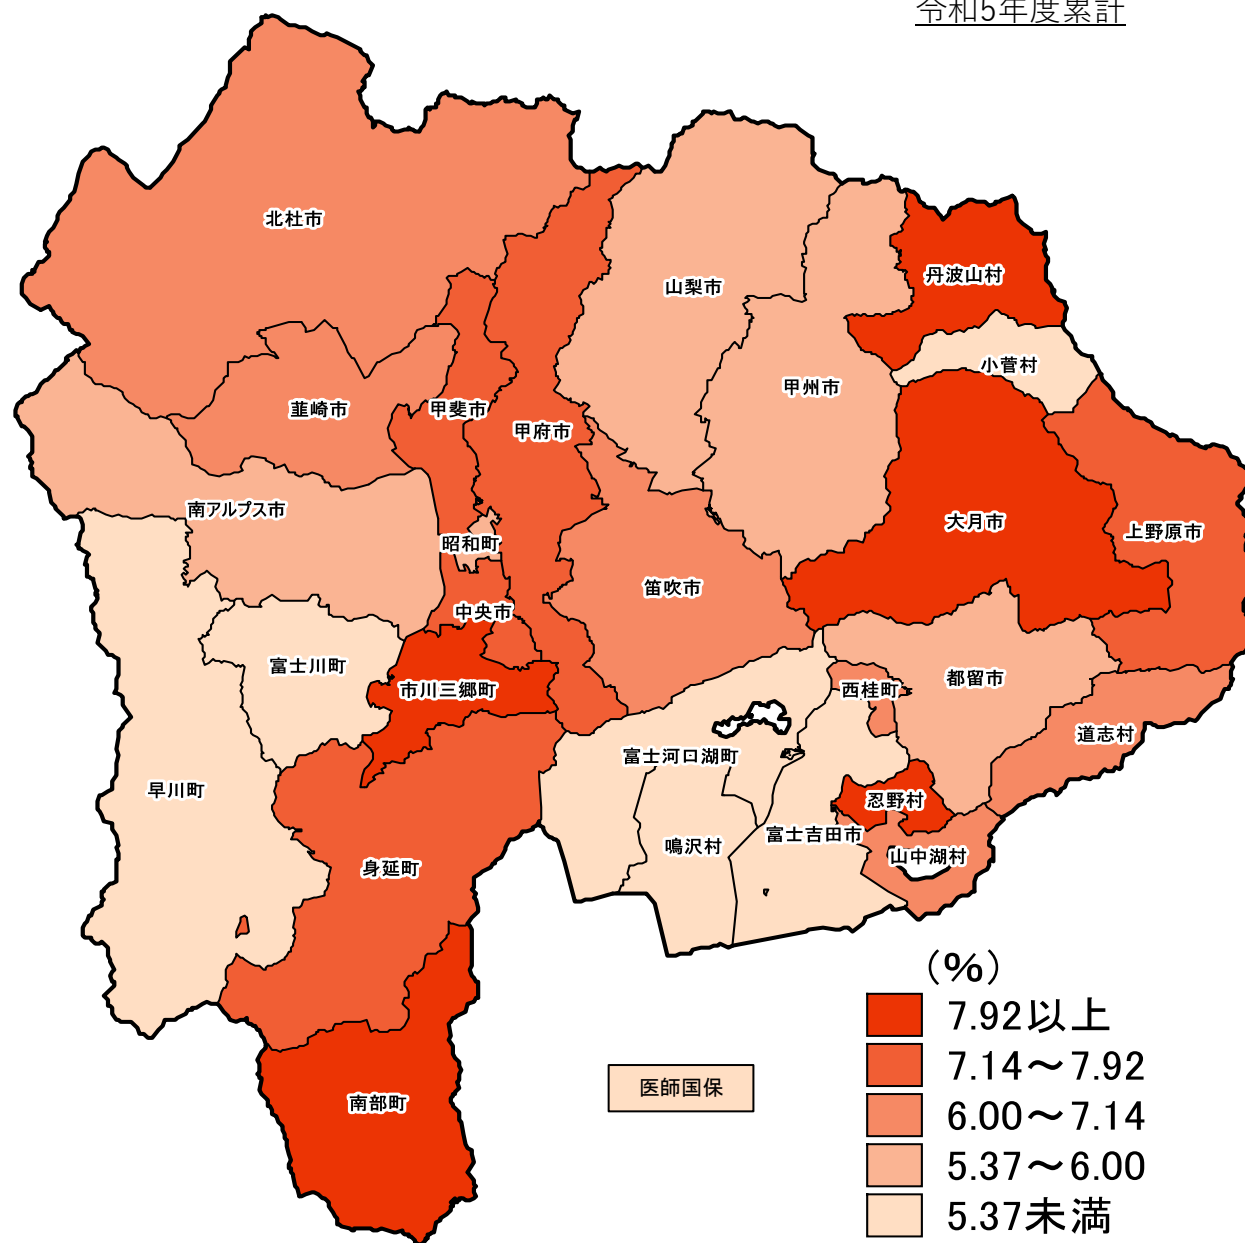 令和5年度累計
北杜市
丹波山村
山梨市
小菅村
甲州市
韮崎市
甲斐市
甲府市
南アルプス市
大月市
上野原市
昭和町
笛吹市
中央市
富士川町
市川三郷町
西桂町
都留市
道志村
富士河口湖町
早川町
忍野村
富士吉田市
鳴沢村
山中湖村
身延町
南部町
医師国保
(%)
7.92以上
7.14～7.92
6.00～7.14
5.37～6.00
5.37未満